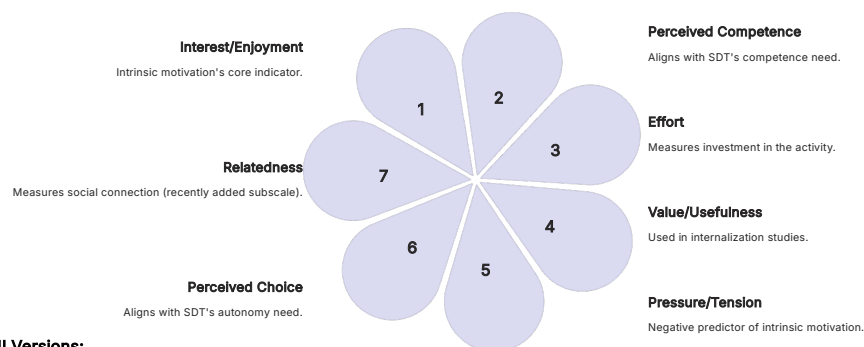 Interest/Enjoyment
Intrinsic motivation's core indicator.
Perceived Competence
Aligns with SDT's competence need.
Effort
Measures investment in the activity.
Relatedness
Measures social connection (recently added subscale).
Value/Usefulness
Used in internalization studies.
Perceived Choice
Aligns with SDT's autonomy need.
Pressure/Tension
Negative predictor of intrinsic motivation.
1
2
3
4
5
6
7
Versions: